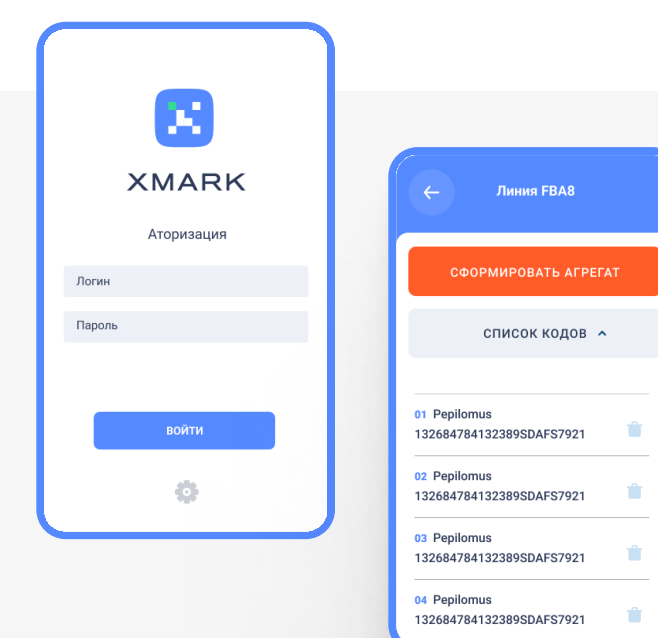 XMARK
Аторизация
Логин
Пароль
ВОЙТИ
Линия FBA8
СФОРМИРОВАТЬ АГРЕГАТ
СПИСОК КОДОВ
01 Pepilomus
132684784132389SDAFS7921
02 Pepilomus
132684784132389SDAFS7921
03 Pepilomus
132684784132389SDAFS7921
04 Pepilomus
132684784132389SDAFS7921